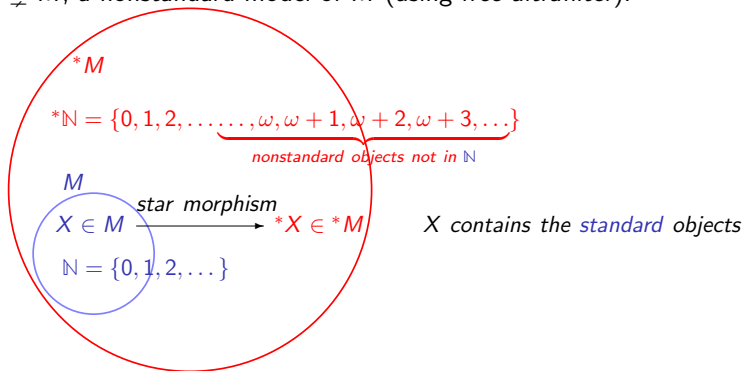 ⊋ M, a nonstandard model of M (using free ultrafilter).
*M
*ℕ = {0, 1, 2, . . . . . . , ω, ω + 1, ω + 2, ω + 3, . . .}
nonstandard objects not in ℕ
M
star morphism
X ∈ M *X ∈ *M X contains the standard objects
ℕ = {0, 1, 2, . . . }